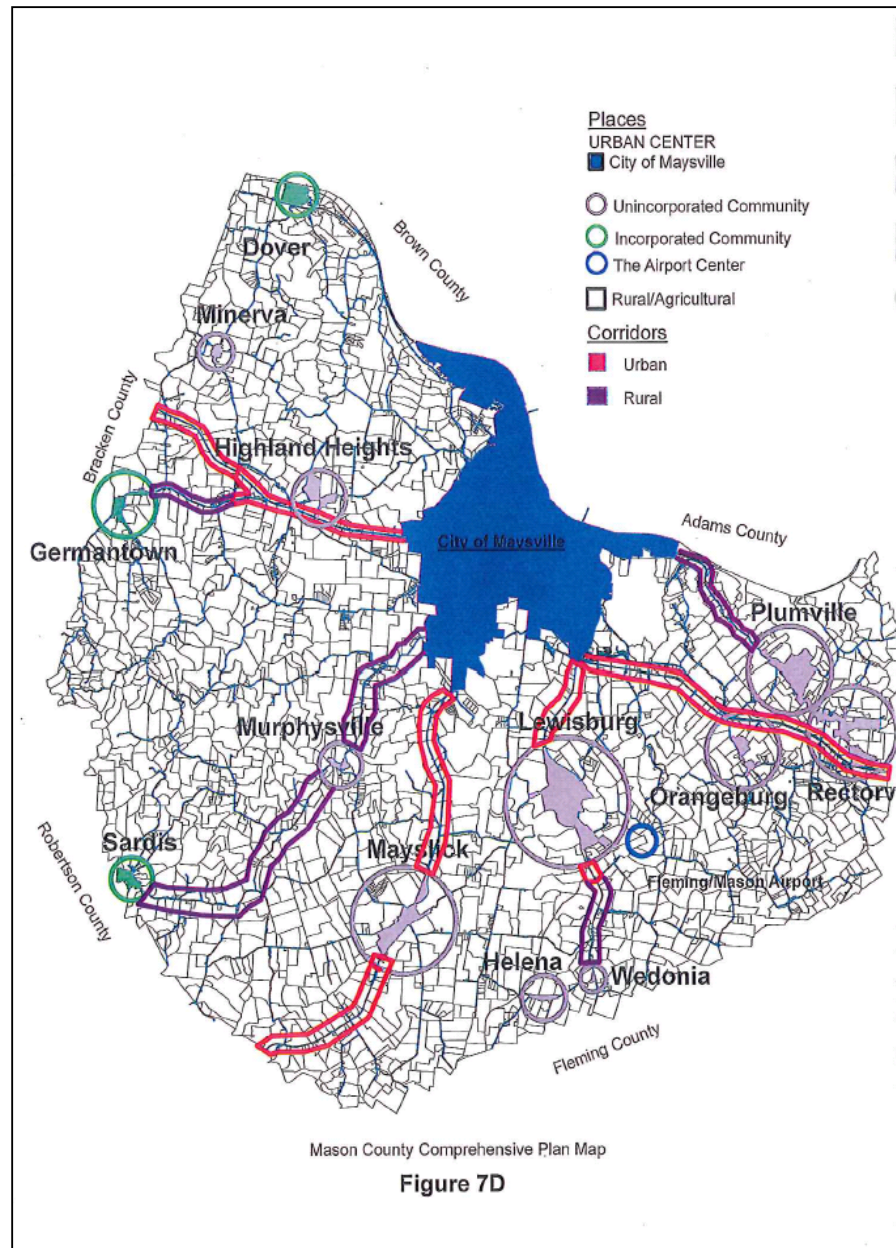 Places
URBAN CENTER
City of Maysville
Unincorporated Community
Incorporated Community
The Airport Center
Rural/Agricultural
Corridors
Urban
Rural
Dover
Brown County
Minerva
Bracken County
Highland Heights
Germantown
City of Maysville
Adams County
Plumville
Murphysville
Lewisburg
Orangeburg
Rectory
Sardis
Robertson County
Mayslick
Fleming/Mason Airport
Helena
Wedonia
Fleming County
Mason County Comprehensive Plan Map
Figure 7D